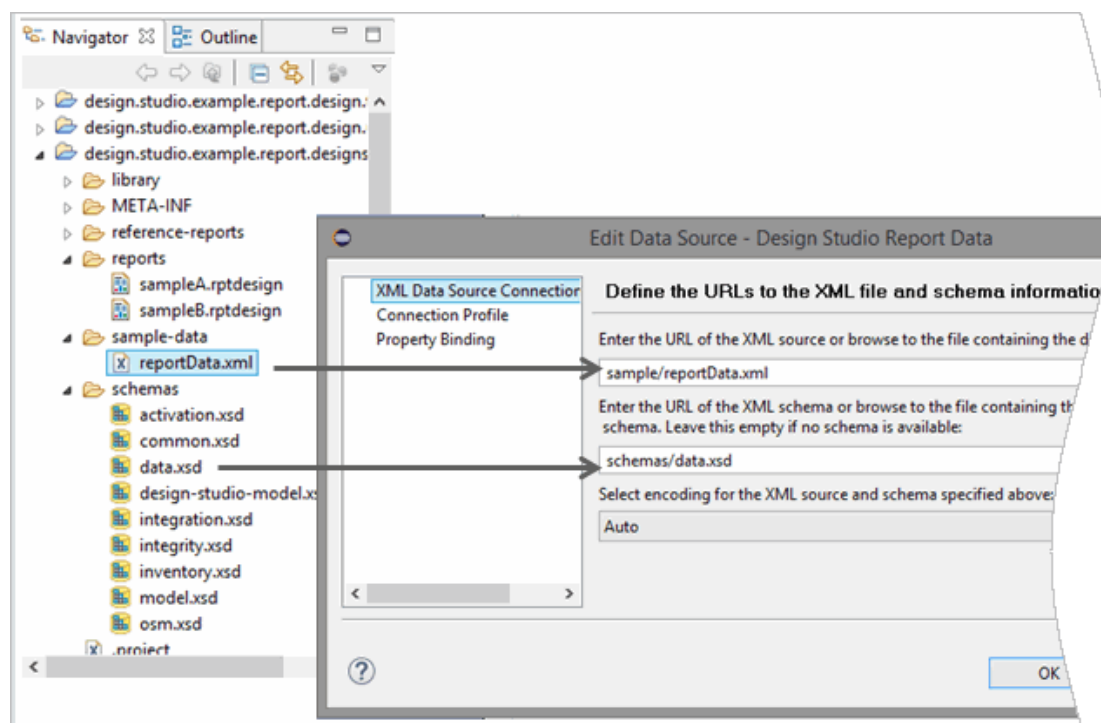 Navigator Outline
design.studio.example.report.design.
design.studio.example.report.design.
design.studio.example.report.designs
library
META-INF
reference-reports
reports
sampleA.rptdesign
sampleB.rptdesign
sample-data
reportData.xml
schemas
activation.xsd
common.xsd
data.xsd
design-studio-model.xs
integration.xsd
integrity.xsd
inventory.xsd
model.xsd
osm.xsd
.project
Edit Data Source - Design Studio Report Data
XML Data Source Connection
Connection Profile
Property Binding
Define the URLs to the XML file and schema informatio
Enter the URL of the XML source or browse to the file containing the d
sample/reportData.xml
Enter the URL of the XML schema or browse to the file containing th
schema. Leave this empty if no schema is available:
schemas/data.xsd
Select encoding for the XML source and schema specified above:
Auto
OK